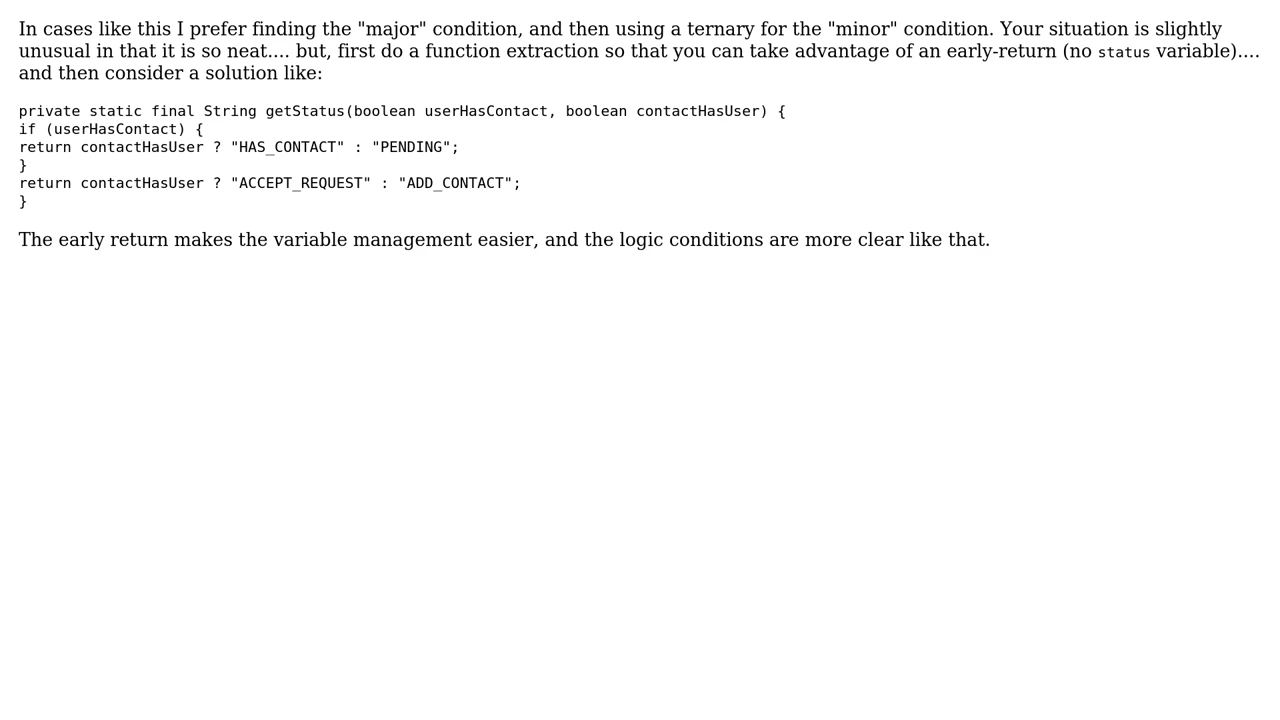 In cases like this I prefer finding the "major" condition, and then using a ternary for the "minor" condition. Your situation is slightly
unusual in that it is so neat.... but, first do a function extraction so that you can take advantage of an early-return (no status variable)....
and then consider a solution like:
private static final String getStatus(boolean userHasContact, boolean contactHasUser) {
if (userHasContact) {
return contactHasUser ? "HAS_CONTACT" : "PENDING";
}
return contactHasUser ? "ACCEPT_REQUEST" : "ADD_CONTACT";
}
The early return makes the variable management easier, and the logic conditions are more clear like that.